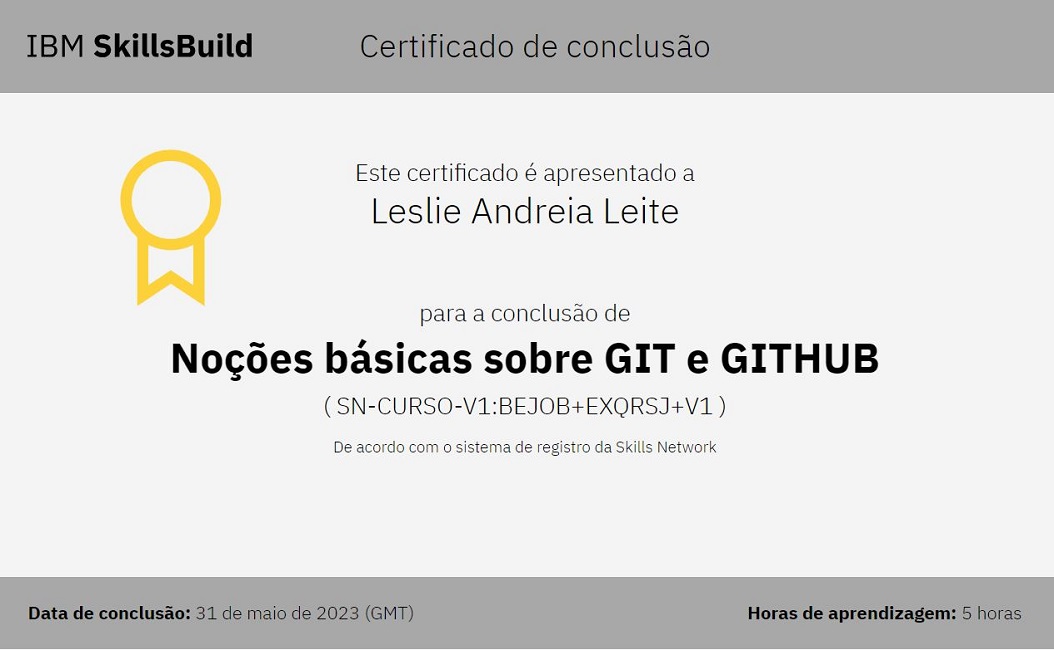 IBM SkillsBuild
Certificado de conclusão
Este certificado é apresentado a
Leslie Andreia Leite
para a conclusão de
Noções básicas sobre GIT e GITHUB
( SN-CURSO-V1:BEJOB+EXQRSJ+V1 )
De acordo com o sistema de registro da Skills Network
Data de conclusão: 31 de maio de 2023 (GMT)
Horas de aprendizagem: 5 horas